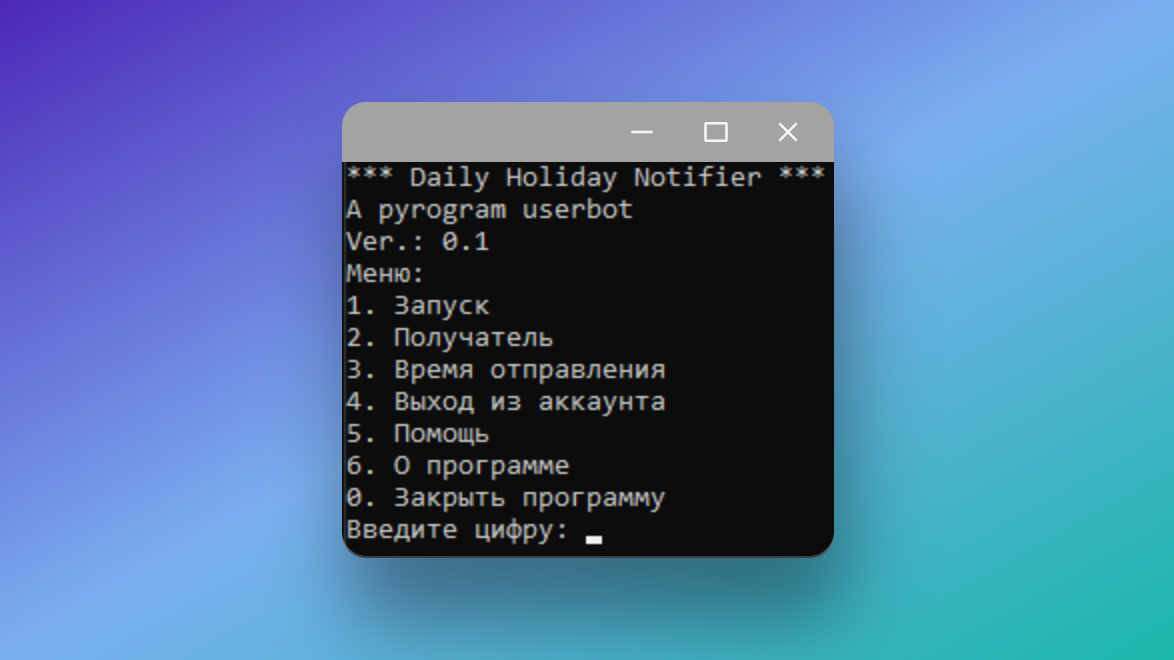 *** Daily Holiday Notifier ***
A pyrogram userbot
Ver.: 0.1
Меню:
1. Запуск
2. Получатель
3. Время отправления
4. Выход из аккаунта
5. Помощь
6. О программе
0. Закрыть программу
Введите цифру: